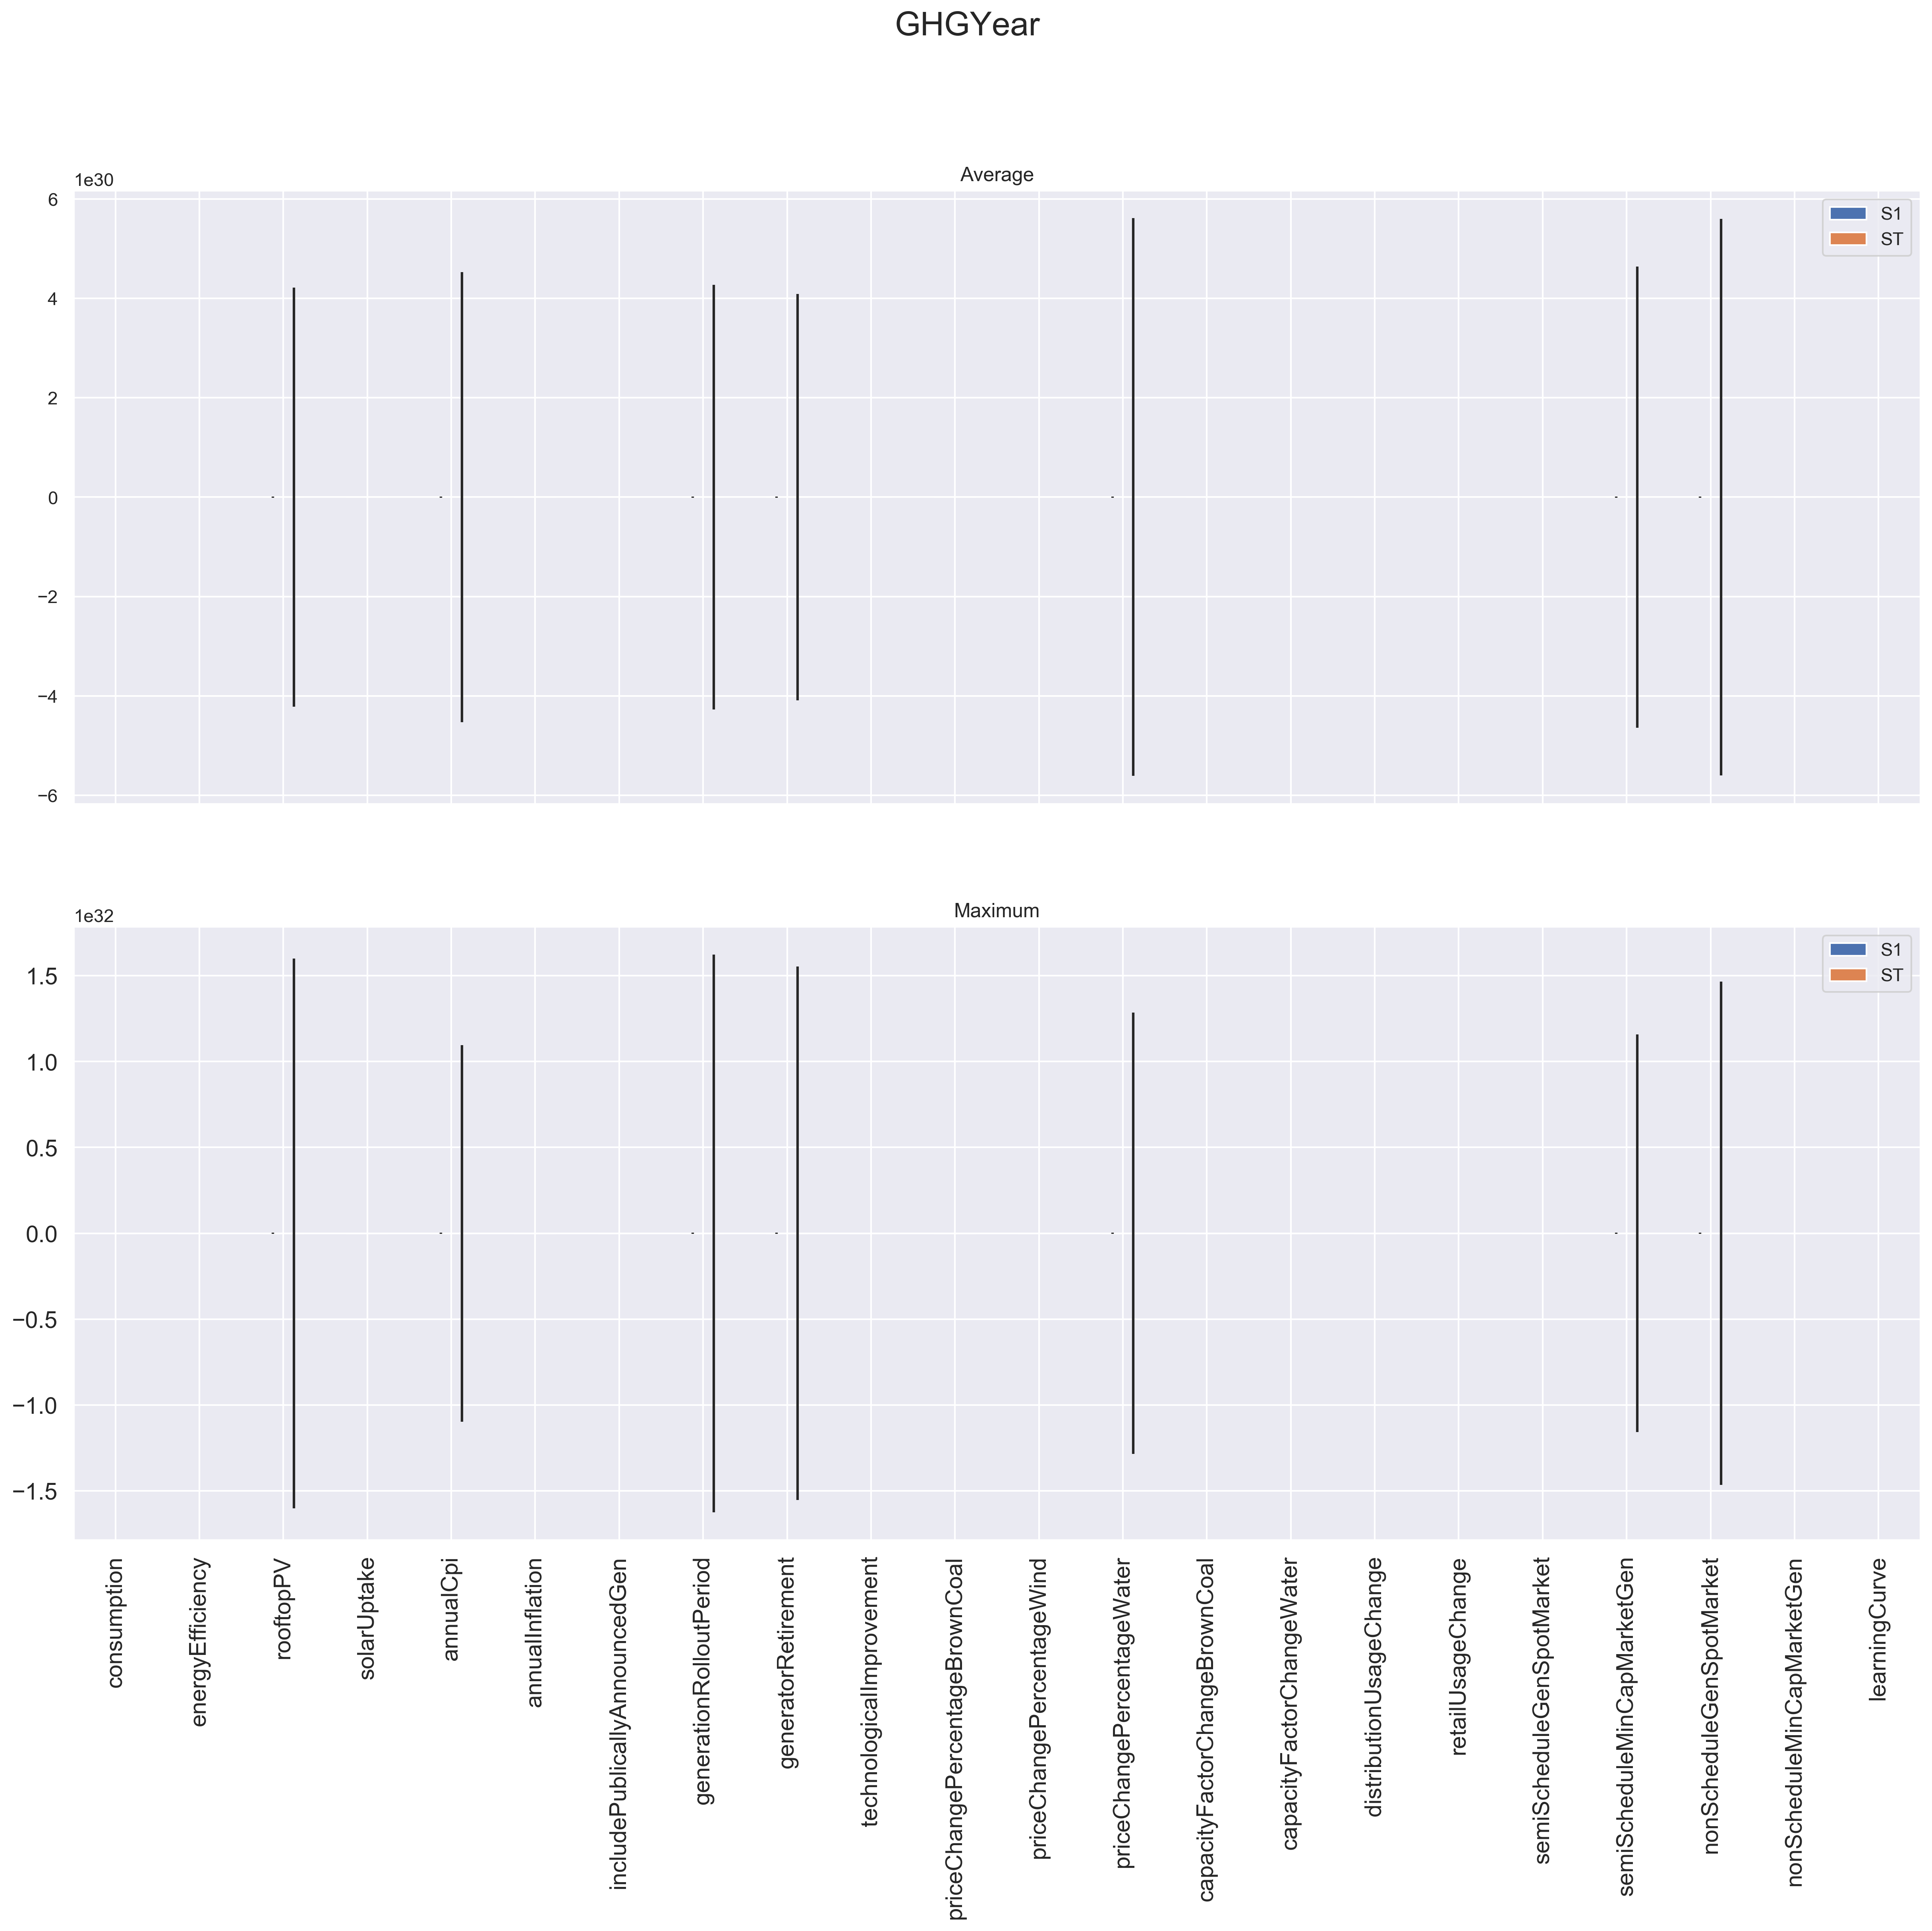 GHGYear
Average
1e30
6
4
2
0
−2
−4
−6
S1
ST
Maximum
1e32
1.5
1.0
0.5
0.0
−0.5
−1.0
−1.5
S1
ST
consumption
energyEfficiency
rooftopPV
solarUptake
annualCpi
annualInflation
includePublicallyAnnouncedGen
generationRolloutPeriod
generatorRetirement
technologicalImprovement
priceChangePercentageBrownCoal
priceChangePercentageWind
priceChangePercentageWater
capacityFactorChangeBrownCoal
capacityFactorChangeWater
distributionUsageChange
retailUsageChange
semiScheduleGenSpotMarket
semiScheduleMinCapMarketGen
nonScheduleGenSpotMarket
nonScheduleMinCapMarketGen
learningCurve